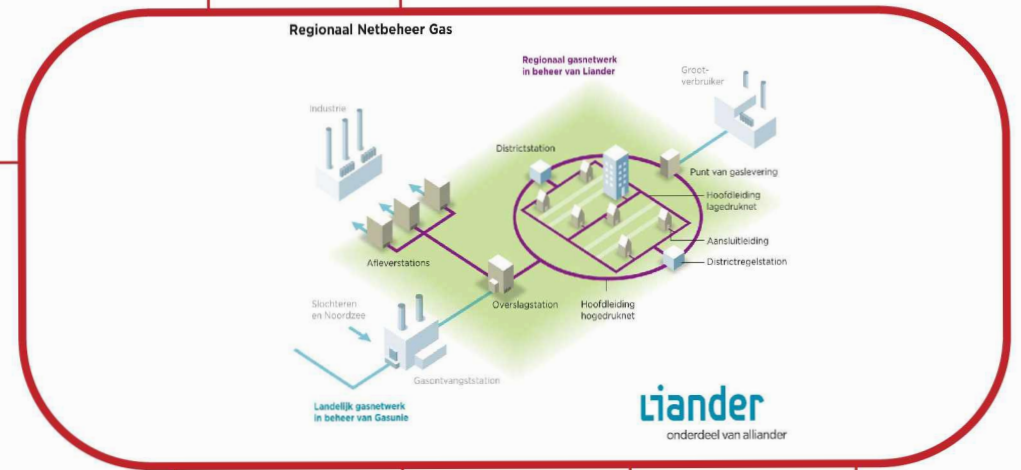 Regionaal Netbeheer Gas
Regionaal gasnetwerk
in beheer van Liander
Groot-
verbruiker
Industrie
Districtstation
Punt van gaslevering
Hoofdleiding
lagedruknet
Aansluitleiding
Districtregelstation
Afleverstations
Overslagstation
Hoofdleiding
hogedruknet
Slochteren
en Noordzee
Gasontvangststation
Landelijk gasnetwerk
in beheer van Gasunie
Liander
onderdeel van alliander